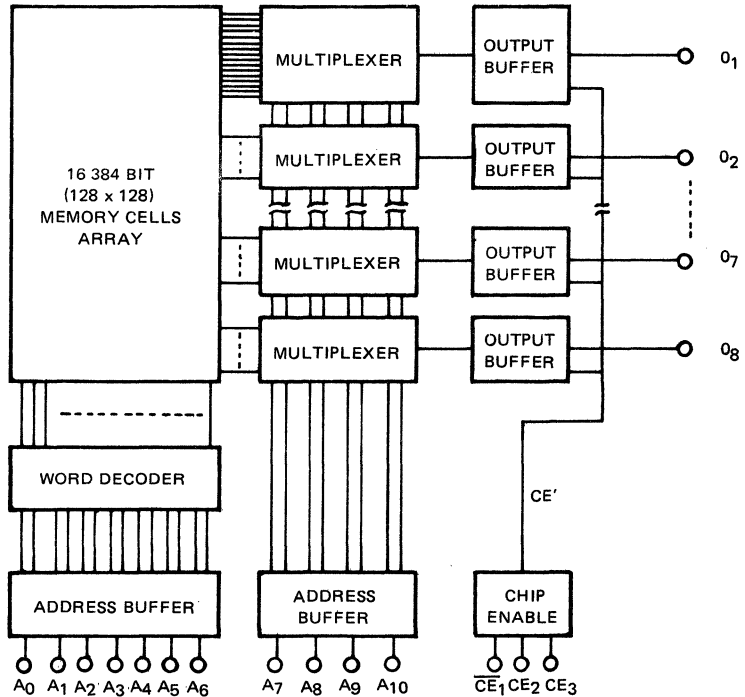 16 384 BIT
(128 x 128)
MEMORY CELLS
ARRAY
MULTIPLEXER
OUTPUT
BUFFER
O1
MULTIPLEXER
OUTPUT
BUFFER
O2
MULTIPLEXER
OUTPUT
BUFFER
O7
MULTIPLEXER
OUTPUT
BUFFER
O8
WORD DECODER
CE'
ADDRESS BUFFER
ADDRESS
BUFFER
CHIP
ENABLE
A0 A1 A2 A3 A4 A5 A6
A7 A8 A9 A10
C̅E̅1 CE2 CE3